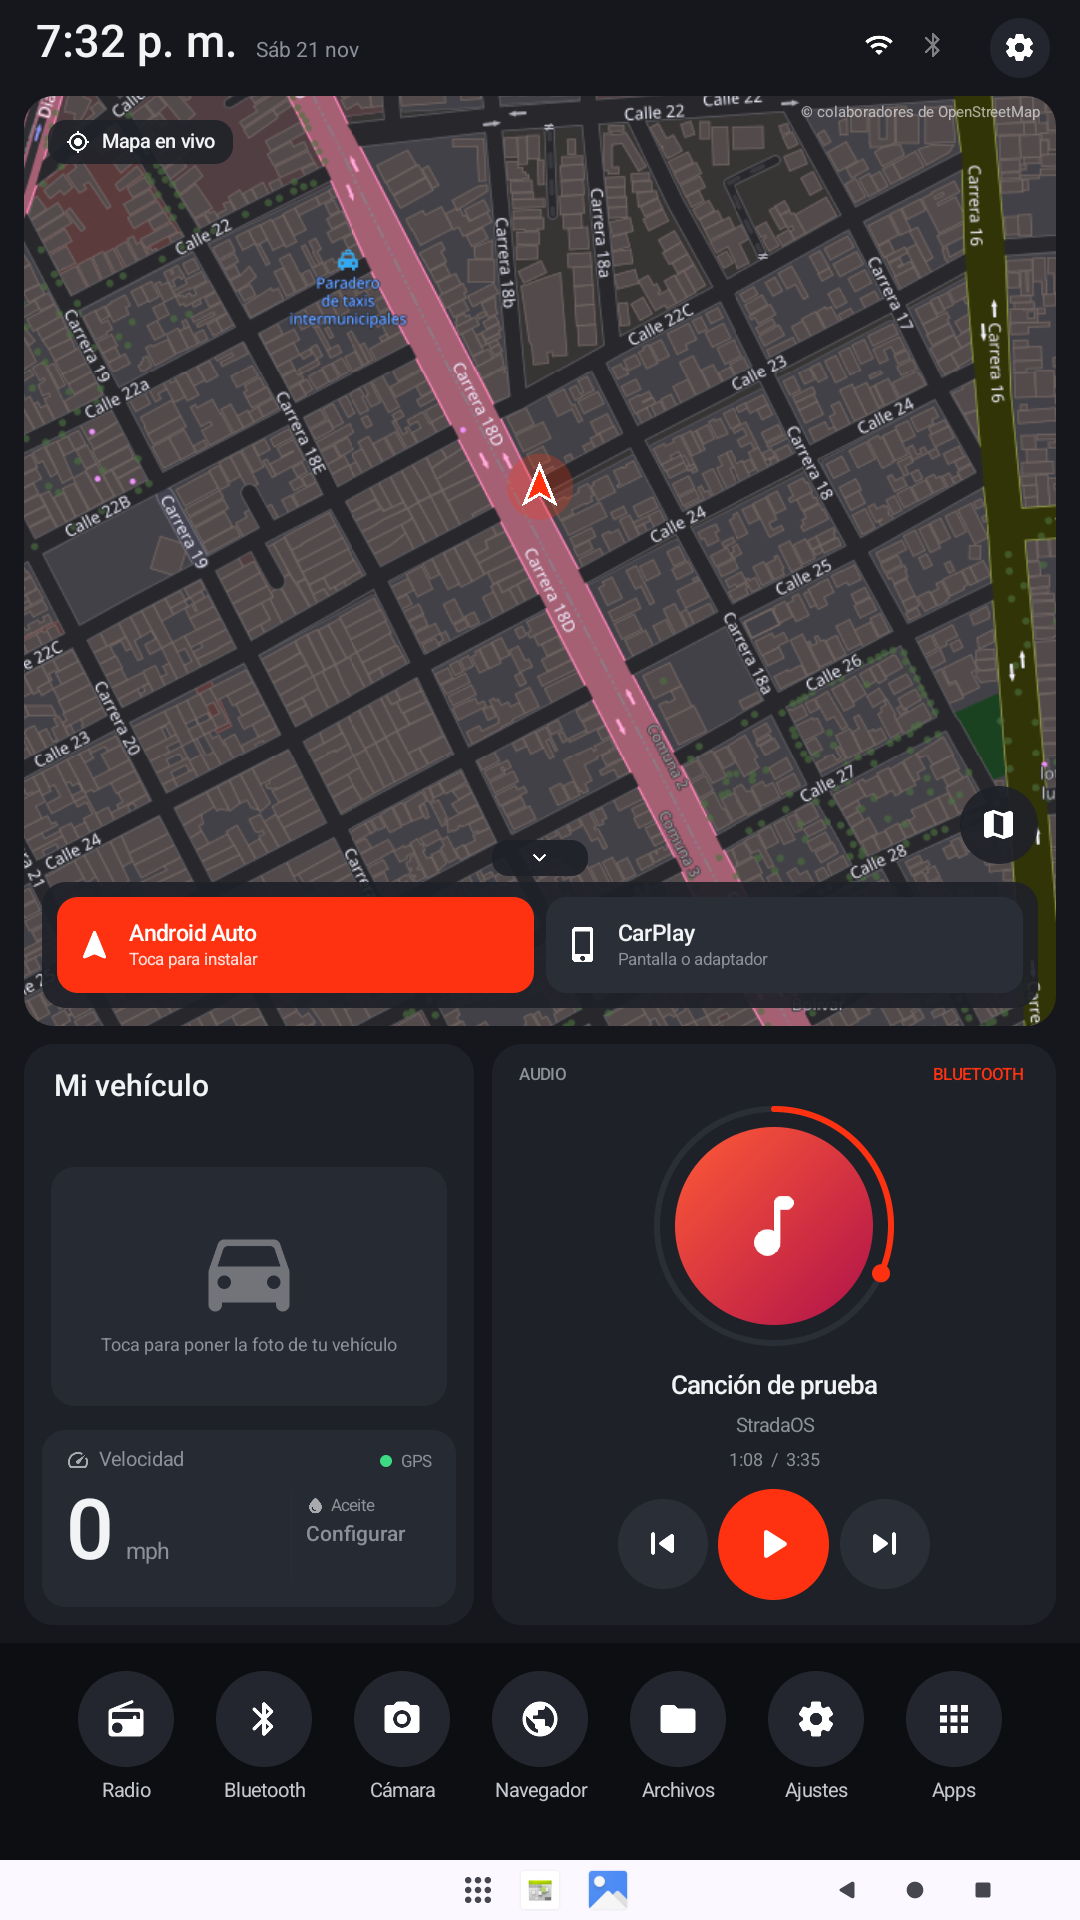 7:32 p. m.
Sáb 21 nov
Calle 22
Calle 22
© colaboradores de OpenStreetMap
Mapa en vivo
Calle 22
Carrera 18b
Carrera 18a
Carrera 16
Paradero
de taxis
intermunicipales
Carrera 17
Calle 22C
Carrera 19
Carrera 16
Calle 23
Calle 22a
Carrera 18D
Calle 24
Carrera 18E
Carrera 18
Calle 22B
Carrera 19
Calle 24
Carrera 18D
Calle 25
Carrera 18a
Calle 26
Carrera 20
Calle 23
Comuna 2
Calle 27
Comuna 3
Calle 24
Calle 28
Android Auto
Toca para instalar
CarPlay
Pantalla o adaptador
Mi vehículo
Toca para poner la foto de tu vehículo
Velocidad
GPS
0 mph
Aceite
Configurar
AUDIO
BLUETOOTH
Canción de prueba
StradaOS
1:08 / 3:35
Radio
Bluetooth
Cámara
Navegador
Archivos
Ajustes
Apps